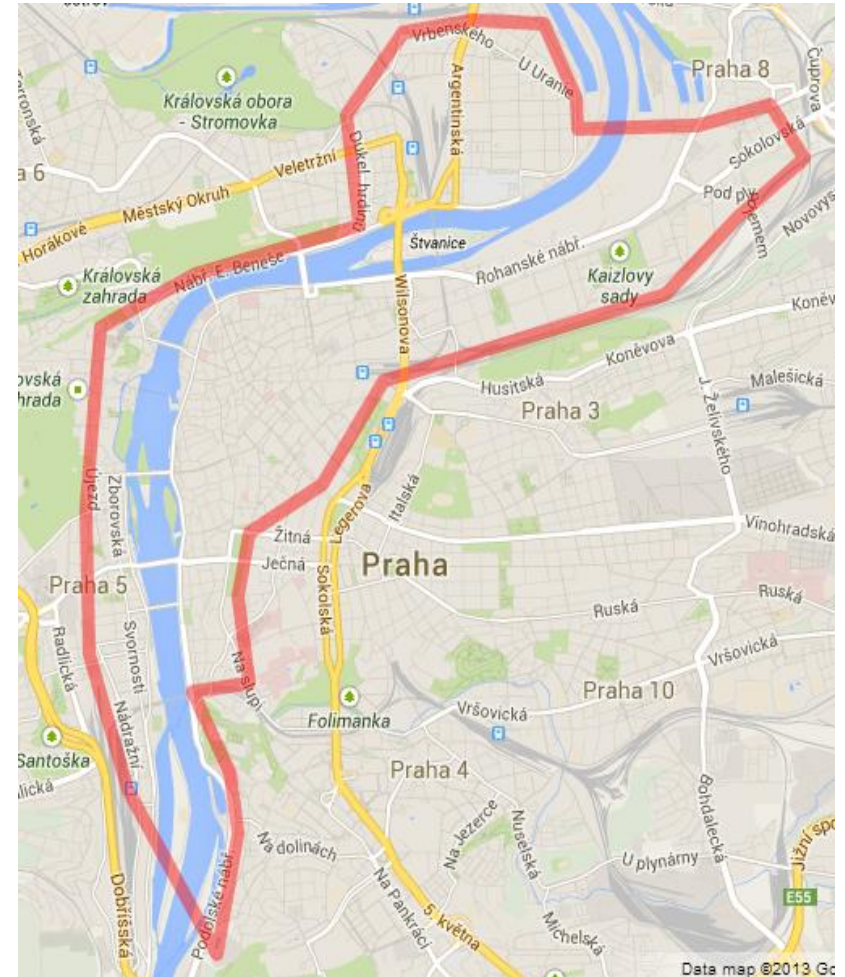 Vrbenského
Praha 8
Čuprova
U Uranie
Argentinská
Královská obora
- Stromovka
Sokolovská
Dukel. hrdinů
Veletržní
a 6
Městský Okruh
Horákové
Pod
Novovys
Štvanice
Nábř. E. Beneše
Rohanské nábř.
Kaizlovy
sady
Královská
zahrada
Wilsonova
Koněv
Koněvova
ovská
hrada
Husitská
Malešická
Praha 3
J. Želivského
Újezd
Zborovská
Italská
Legerova
Vinohradská
Žitná
Ječná
Praha
Praha 5
Sokolská
Ruská
Ruská
Radlická
Svornosti
Na slupi
Vršovická
Praha 10
Folimanka
Vršovická
Nádražní
Santoška
Praha 4
lická
Bohdalecká
Na dolinách
Na Jezerce
Nuselská
Jižní spo
U plynárny
Dobříšská
Podolské nábř.
Na Pankráci
E55
5. května
Michelská
Data map ©2013 Go